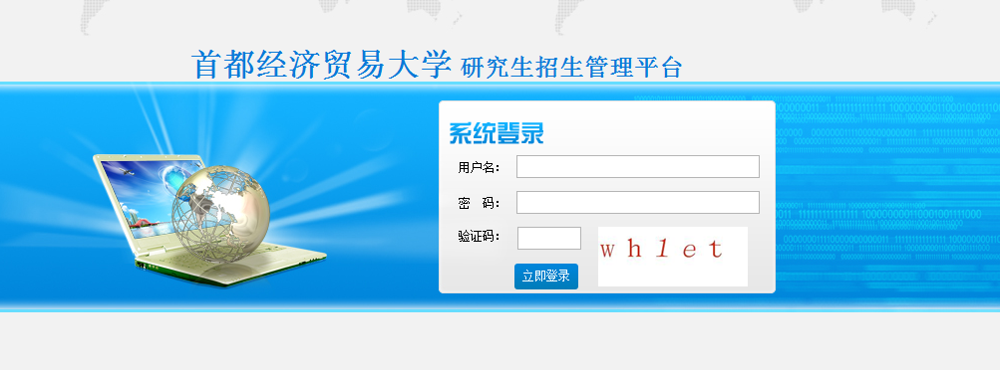 首都经济贸易大学 研究生招生管理平台
系统登录
用户名：
密 码：
验证码： whlet
立即登录